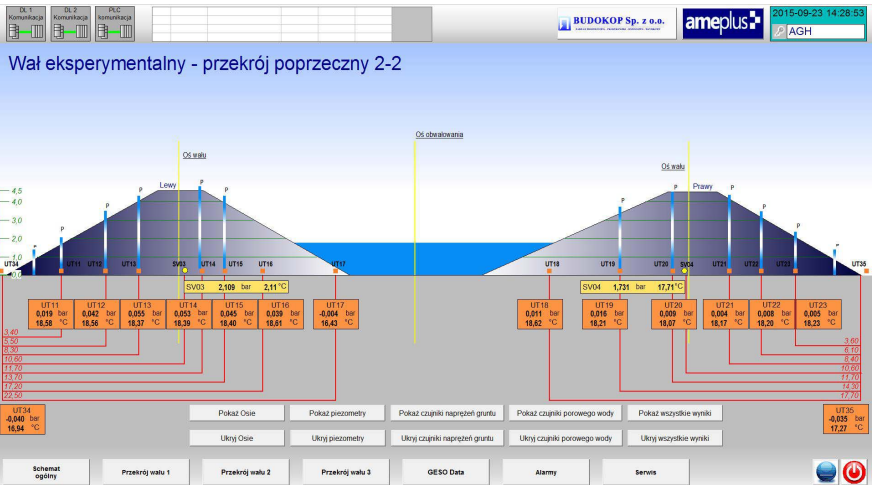 DL 1 DL 2 PLC
Komunikacja Komunikacja komunikacja
BUDOKOP Sp. z o.o.
ameplus
2015-09-23 14:28:53
AGH
Wał eksperymentalny - przekrój poprzeczny 2-2
Oś obwałowania
Oś wału
Oś wału
Lewy
Prawy
P P P P P P
P P P P P P
4,5
4,0
3,0
2,0
1,0
0,0
UT34 UT11 UT12 UT13 SV03 UT14 UT15 UT16 UT17 UT18 UT19 UT20 SV04 UT21 UT22 UT23 UT35
SV03 2,109 bar 2,11 °C
SV04 1,731 bar 17,71 °C
UT11 UT12 UT13 UT14 UT15 UT16 UT17 UT18 UT19 UT20 UT21 UT22 UT23
0,019 bar 0,042 bar 0,055 bar 0,053 bar 0,045 bar 0,039 bar -0,004 bar 0,011 bar 0,016 bar 0,009 bar 0,004 bar 0,008 bar 0,005 bar
18,58 °C 18,56 °C 18,37 °C 18,39 °C 18,40 °C 18,61 °C 16,43 °C 18,62 °C 18,21 °C 18,07 °C 18,17 °C 18,20 °C 18,23 °C
3,40
5,50
8,30
10,60
11,70
13,70
17,20
22,50
3,60
6,10
8,40
10,60
11,70
14,30
17,70
UT34
-0,040 bar
16,94 °C
UT35
-0,035 bar
17,27 °C
Pokaż Osie Pokaż piezometry Pokaż czujniki naprężeń gruntu Pokaż czujniki porowego wody Pokaż wszystkie wyniki
Ukryj Osie Ukryj piezometry Ukryj czujniki naprężeń gruntu Ukryj czujniki porowego wody Ukryj wszystkie wyniki
Schemat
ogólny
Przekrój wału 1 Przekrój wału 2 Przekrój wału 3 GESO Data Alarmy Serwis